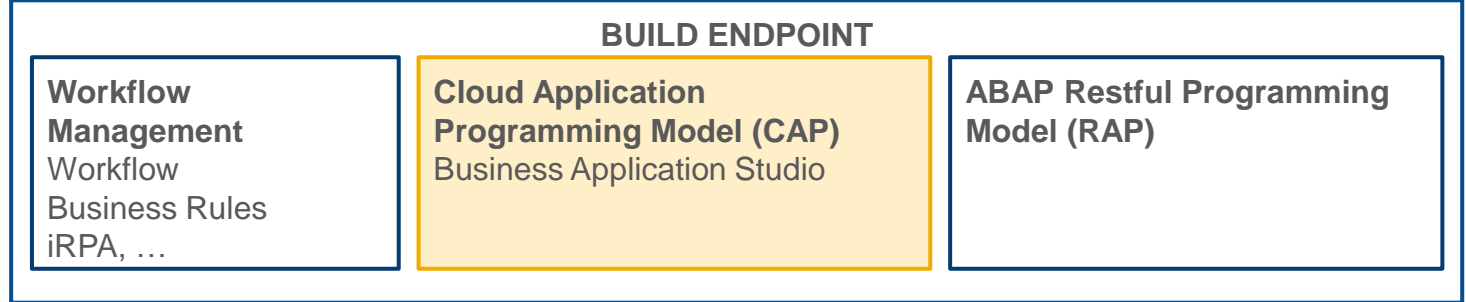 BUILD ENDPOINT
Workflow
Management
Workflow
Business Rules
iRPA, …
Cloud Application
Programming Model (CAP)
Business Application Studio
ABAP Restful Programming
Model (RAP)